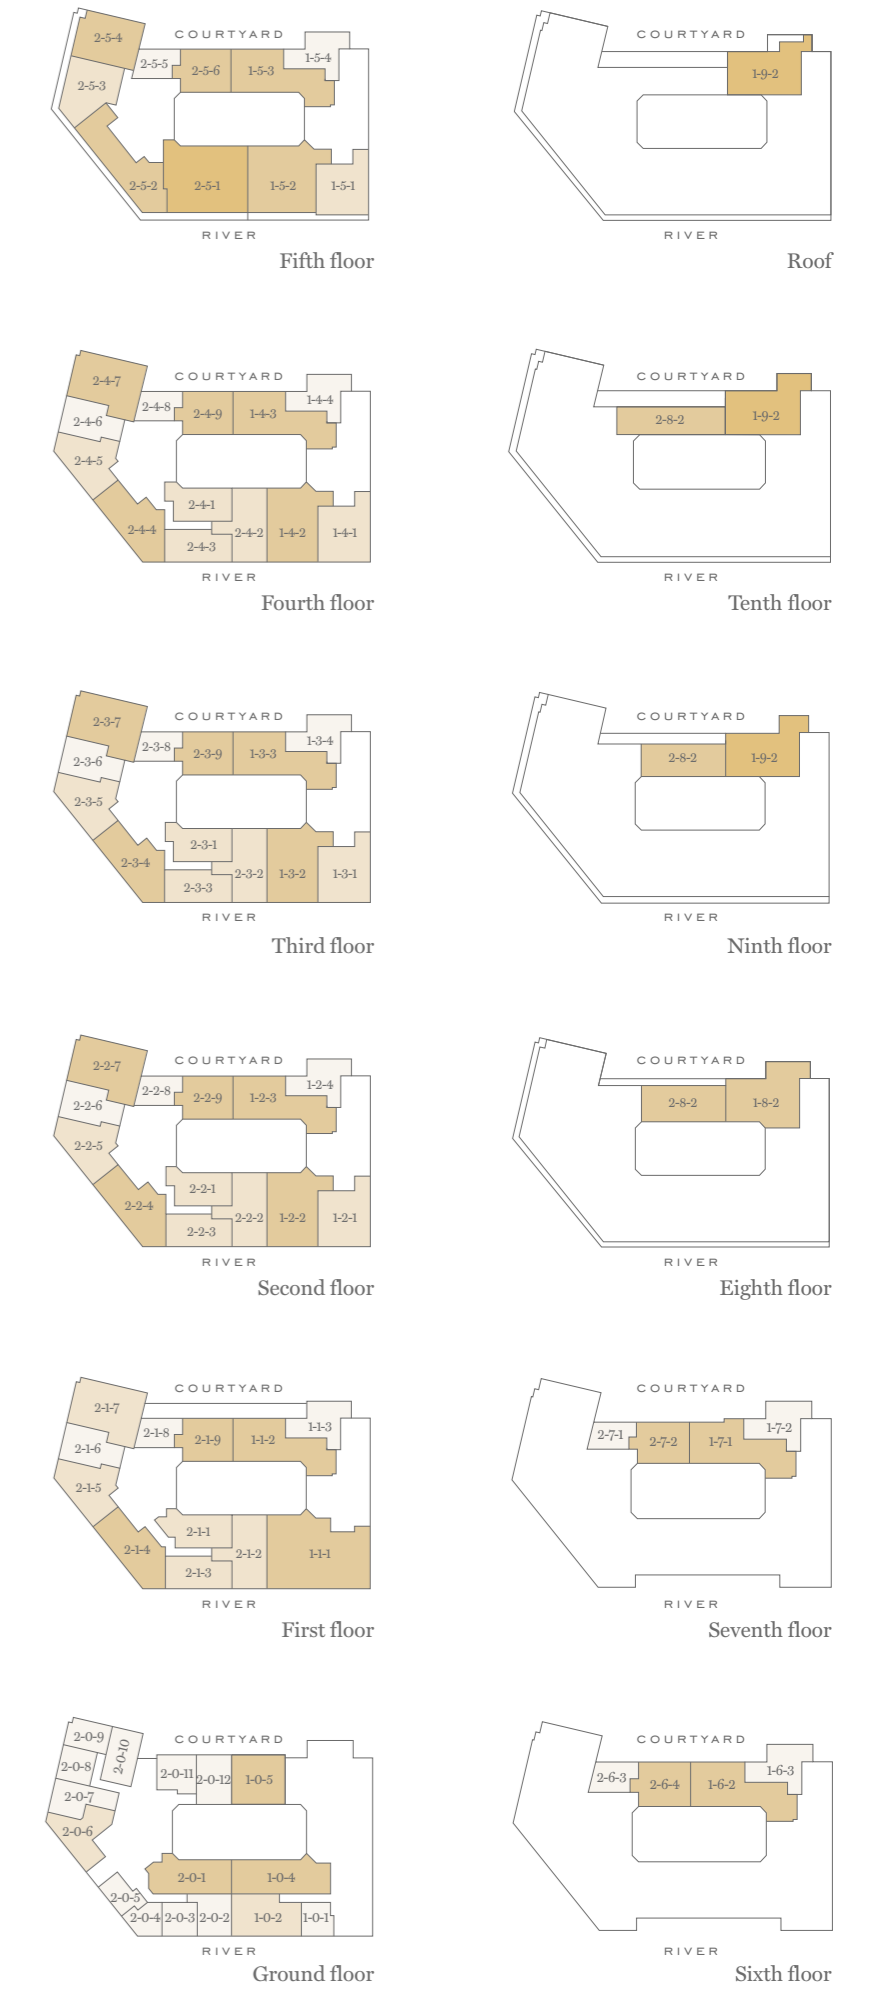 COURTYARD
2-5-4
2-5-5
2-5-6
1-5-3
1-5-4
2-5-3
2-5-2
2-5-1
1-5-2
1-5-1
RIVER
Fifth floor
COURTYARD
1-9-2
RIVER
Roof
COURTYARD
2-4-7
2-4-8
2-4-9
1-4-3
1-4-4
2-4-6
2-4-5
2-4-1
2-4-4
2-4-2
1-4-2
1-4-1
2-4-3
RIVER
Fourth floor
COURTYARD
2-8-2
1-9-2
RIVER
Tenth floor
COURTYARD
2-3-7
2-3-8
2-3-9
1-3-3
1-3-4
2-3-6
2-3-5
2-3-1
2-3-4
2-3-2
1-3-2
1-3-1
2-3-3
RIVER
Third floor
COURTYARD
2-8-2
1-9-2
RIVER
Ninth floor
COURTYARD
2-2-7
2-2-8
2-2-9
1-2-3
1-2-4
2-2-6
2-2-5
2-2-1
2-2-4
2-2-2
1-2-2
1-2-1
2-2-3
RIVER
Second floor
COURTYARD
2-8-2
1-8-2
RIVER
Eighth floor
COURTYARD
2-1-7
2-1-8
2-1-9
1-1-2
1-1-3
2-1-6
2-1-5
2-1-1
2-1-4
2-1-2
1-1-1
2-1-3
RIVER
First floor
COURTYARD
2-7-1
2-7-2
1-7-1
1-7-2
RIVER
Seventh floor
COURTYARD
2-0-9
2-0-10
2-0-8
2-0-11
2-0-12
1-0-5
2-0-7
2-0-6
2-0-1
1-0-4
2-0-5
2-0-4
2-0-3
2-0-2
1-0-2
1-0-1
RIVER
Ground floor
COURTYARD
2-6-3
2-6-4
1-6-2
1-6-3
RIVER
Sixth floor